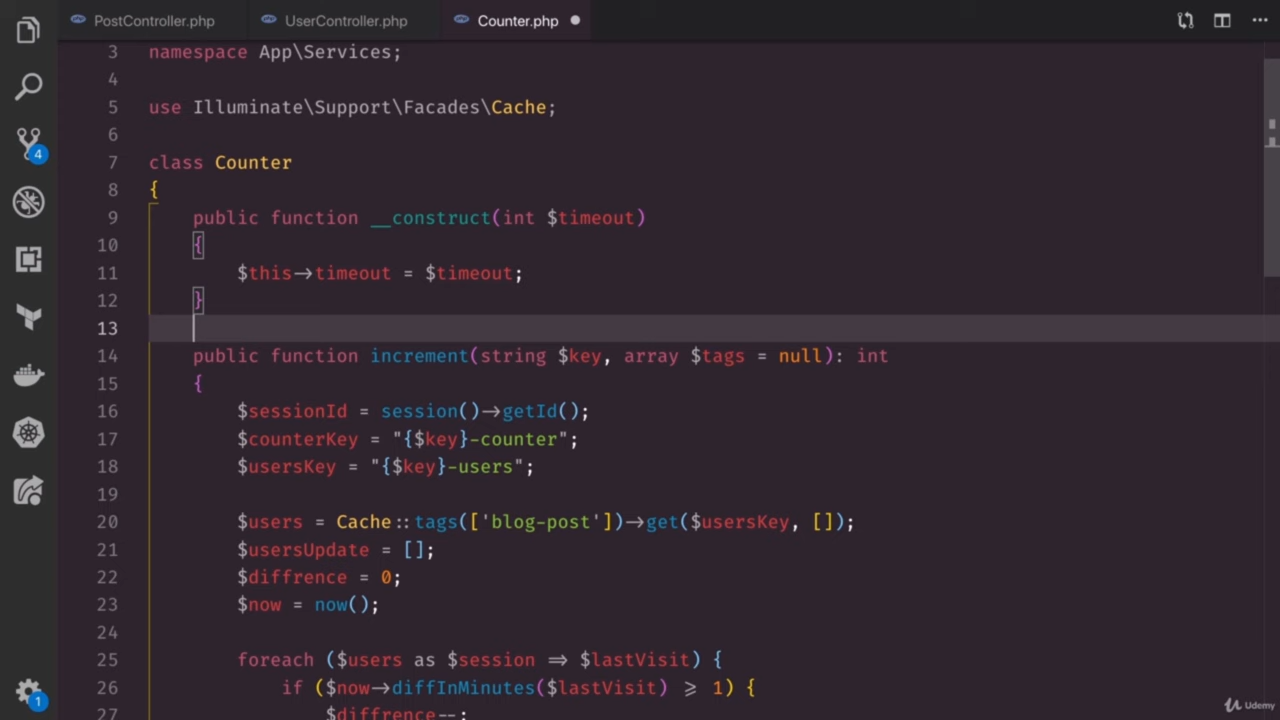 PostController.php UserController.php Counter.php
3 namespace App\Services;
4
5 use Illuminate\Support\Facades\Cache;
6
7 class Counter
8 {
9 public function __construct(int $timeout)
10 {
11 $this->timeout = $timeout;
12 }
13
14 public function increment(string $key, array $tags = null): int
15 {
16 $sessionId = session()->getId();
17 $counterKey = "{$key}-counter";
18 $usersKey = "{$key}-users";
19
20 $users = Cache::tags(['blog-post'])->get($usersKey, []);
21 $usersUpdate = [];
22 $diffrence = 0;
23 $now = now();
24
25 foreach ($users as $session => $lastVisit) {
26 if ($now->diffInMinutes($lastVisit) >= 1) {
27 $diffrence--;
4
1
Udemy